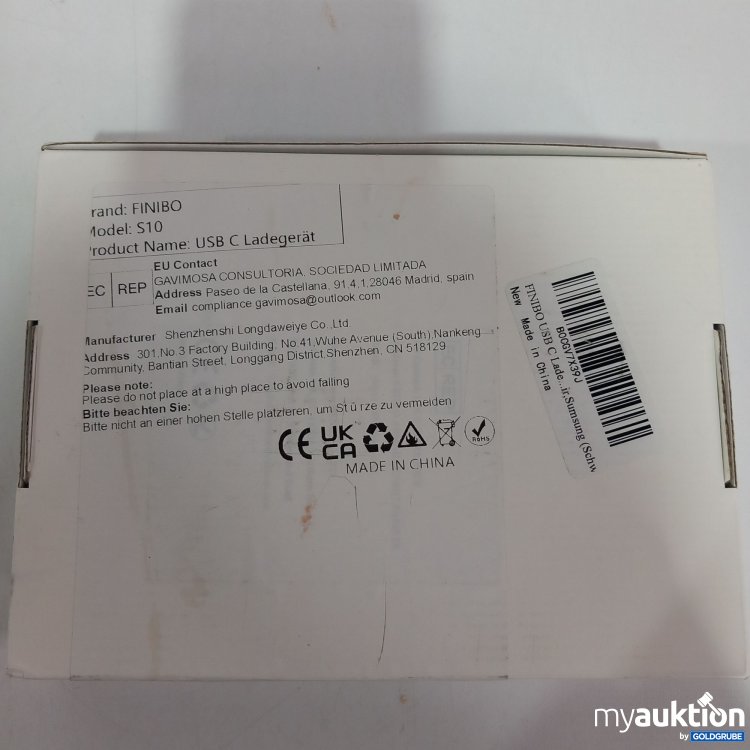 rand: FINIBO
Model: S10
Product Name: USB C Ladegerät
EC REP
EU Contact
GAVIMOSA CONSULTORIA. SOCIEDAD LIMITADA
Address Paseo de la Castellana, 91.4,1.28046 Madrid, spain
Email compliance gavimosa@outlook.com
Manufacturer Shenzhenshi Longdaweiye Co.,Ltd.
Address 301.No 3 Factory Building, No 41,Wuhe Avenue (South),Nankeng
Community, Bantian Street, Longgang District,Shenzhen, CN 518129
Please note:
Please do not place at a high place to avoid falling
Bitte beachten Sie:
Bitte nicht an einer hohen Stelle platzieren, um Stürze zu vermeiden
CE UK
CA RoHS
MADE IN CHINA
FINIBO USB C Lade...ir,Sumsung (Schw
New Made in China
myauktion
by GOLDGRUBE